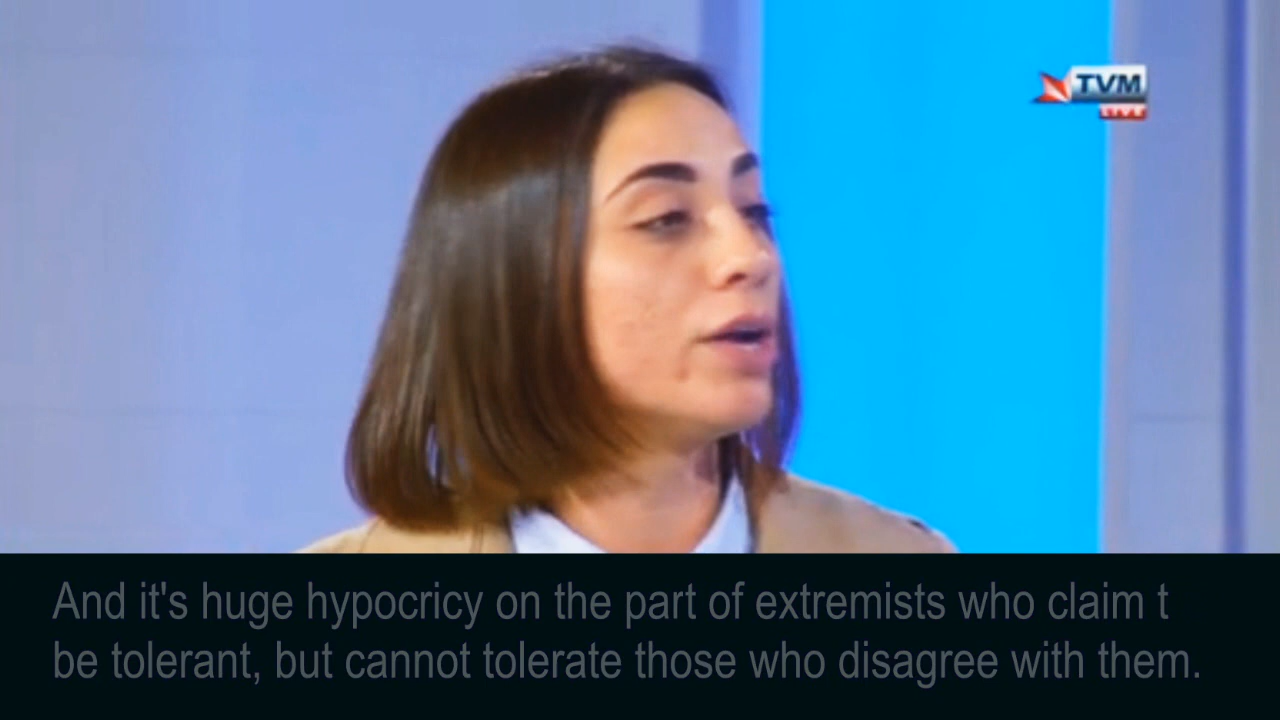 TVM
LIVE
And it's huge hypocricy on the part of extremists who claim t
be tolerant, but cannot tolerate those who disagree with them.